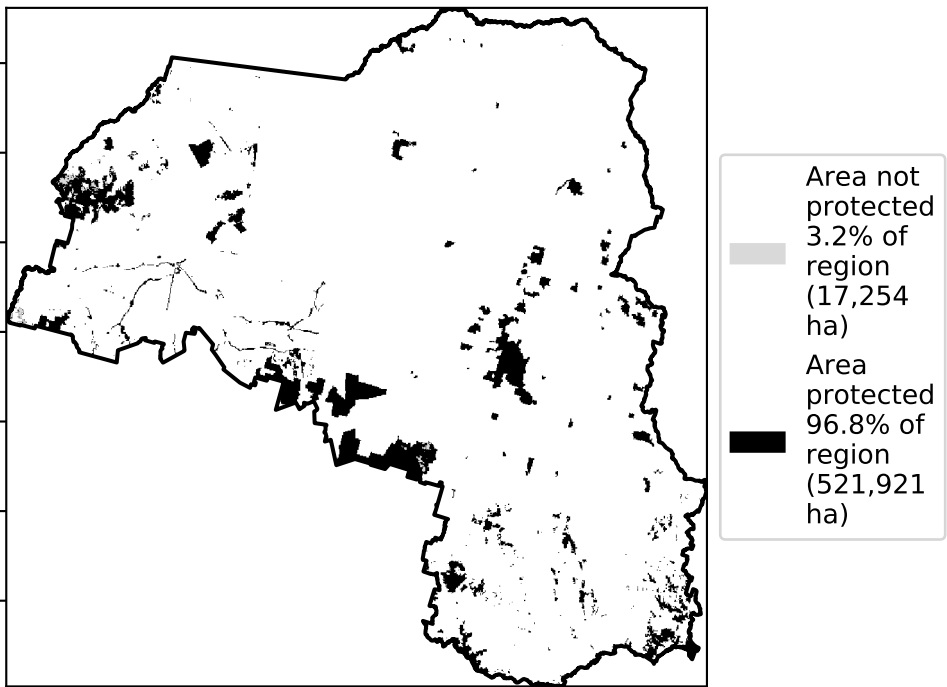 Area not
protected
3.2% of
region
(17,254
ha)
Area
protected
96.8% of
region
(521,921
ha)